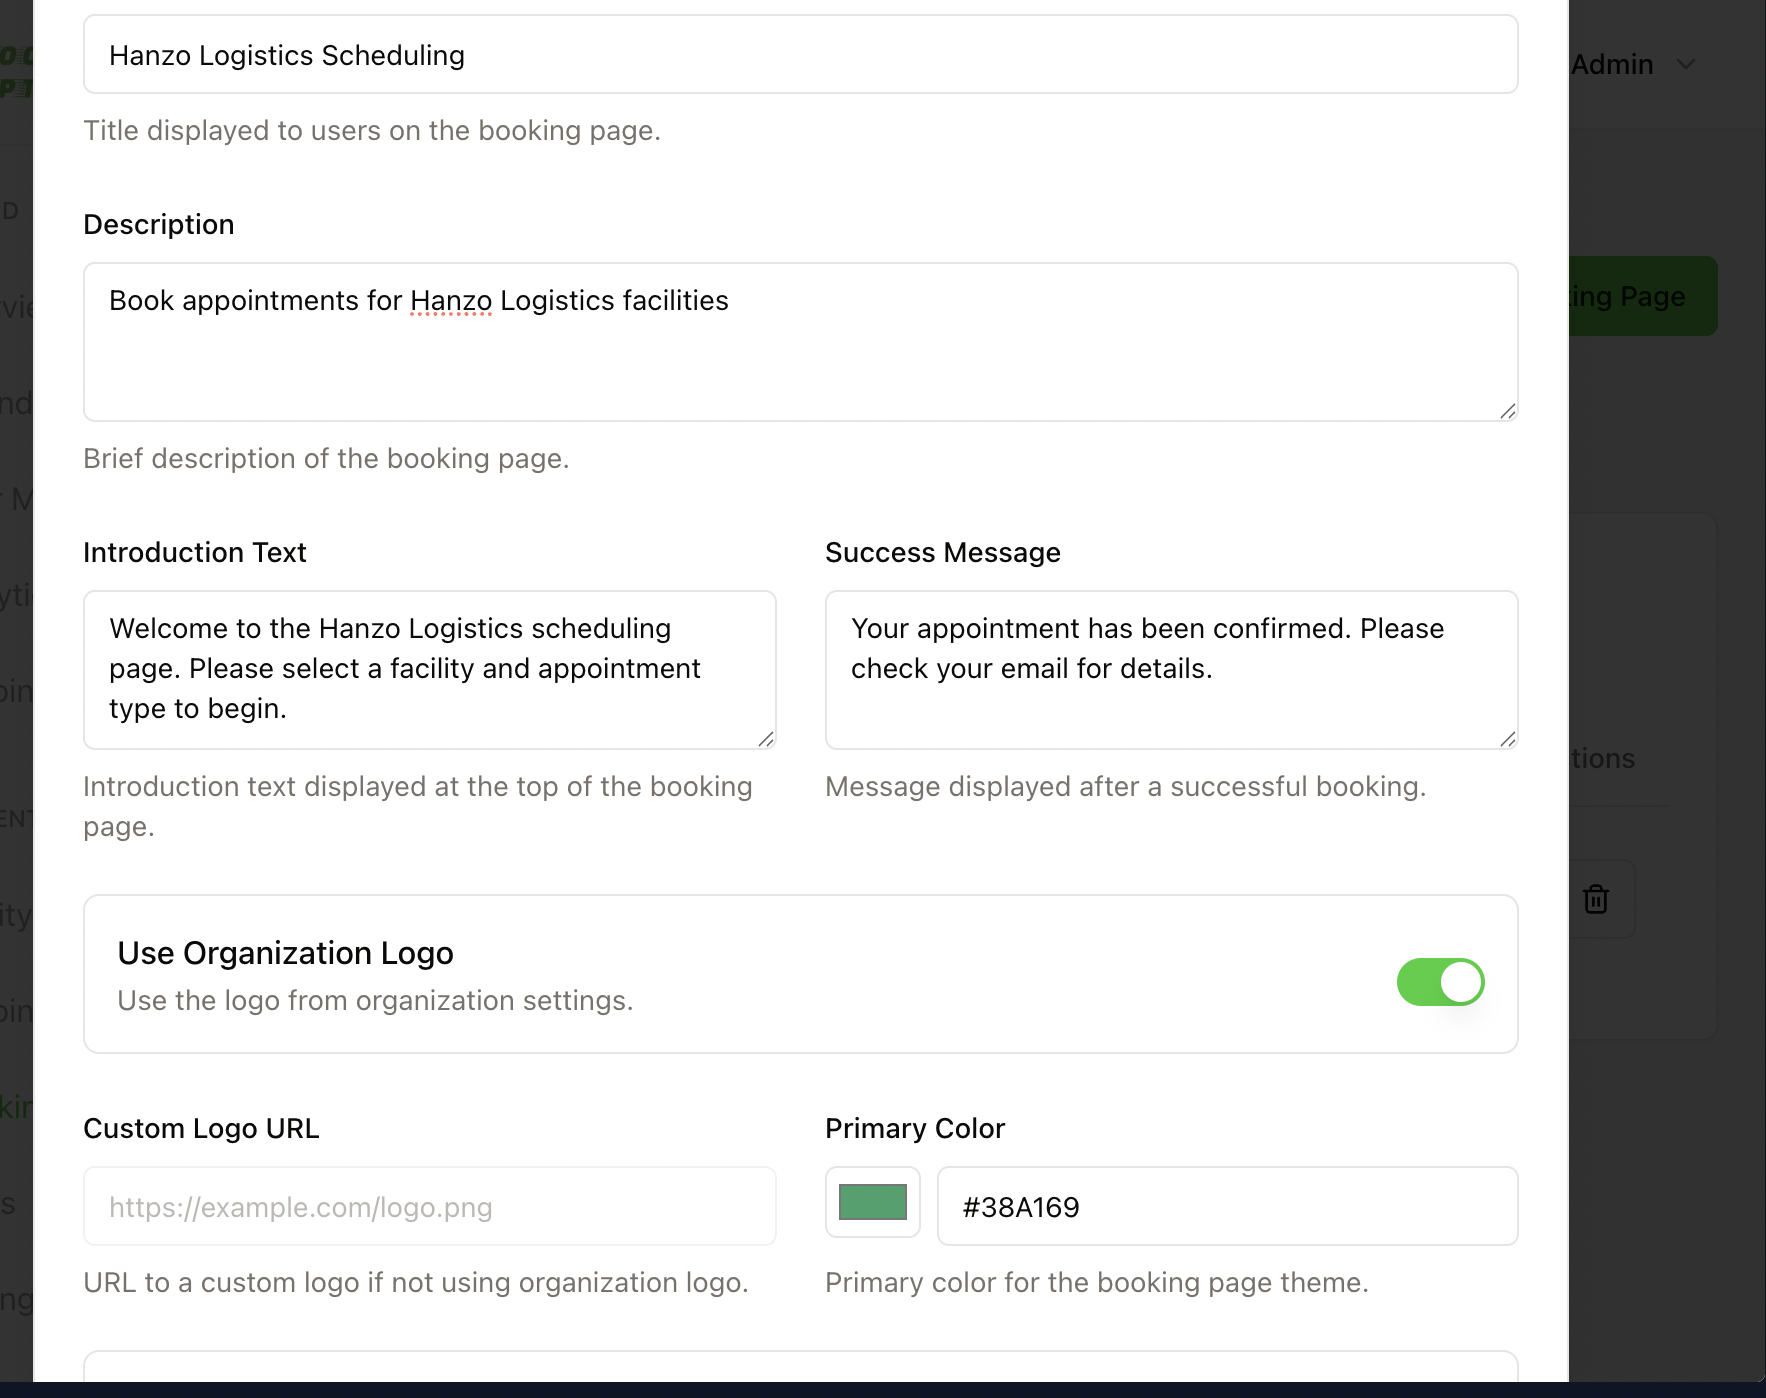 Hanzo Logistics Scheduling
Admin
Title displayed to users on the booking page.
Description
Book appointments for Hanzo Logistics facilities
Page
Brief description of the booking page.
Introduction Text
Success Message
Welcome to the Hanzo Logistics scheduling
page. Please select a facility and appointment
type to begin.
Your appointment has been confirmed. Please
check your email for details.
Introduction text displayed at the top of the booking
page.
Message displayed after a successful booking.
Use Organization Logo
Use the logo from organization settings.
Custom Logo URL
Primary Color
https://example.com/logo.png
#38A169
URL to a custom logo if not using organization logo.
Primary color for the booking page theme.